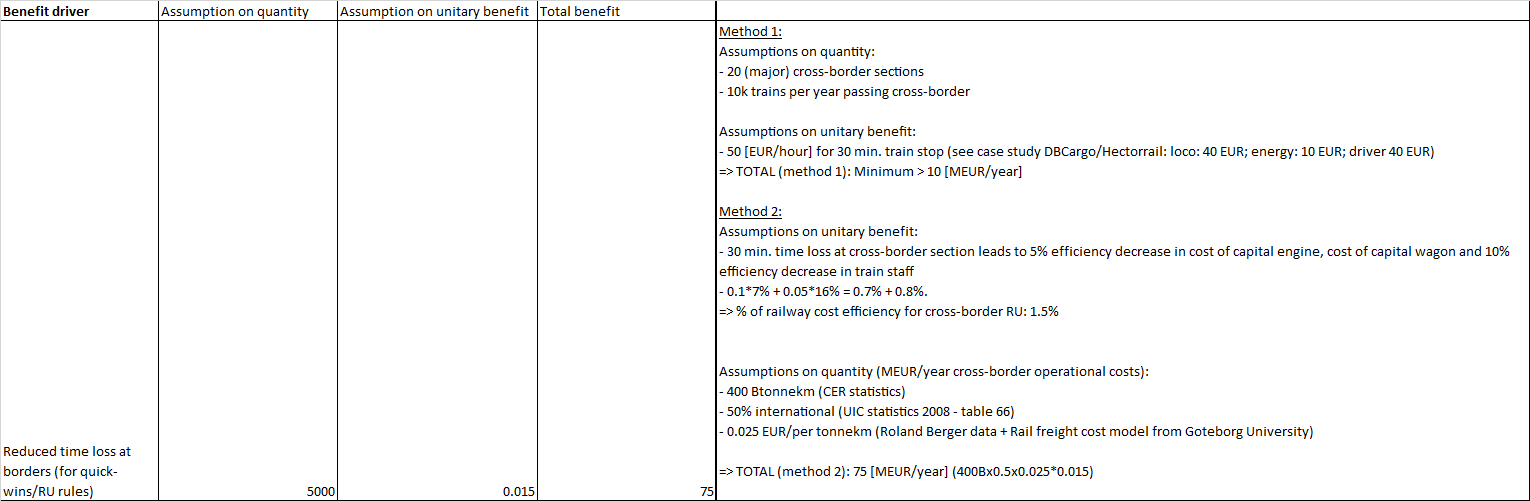 Benefit driver Assumption on quantity Assumption on unitary benefit Total benefit
Method 1:
Assumptions on quantity:
- 20 (major) cross-border sections
- 10k trains per year passing cross-border
Assumptions on unitary benefit:
- 50 [EUR/hour] for 30 min. train stop (see case study DBCargo/Hectorrail: loco: 40 EUR; energy: 10 EUR; driver 40 EUR)
=> TOTAL (method 1): Minimum > 10 [MEUR/year]
Method 2:
Assumptions on unitary benefit:
- 30 min. time loss at cross-border section leads to 5% efficiency decrease in cost of capital engine, cost of capital wagon and 10%
efficiency decrease in train staff
- 0.1*7% + 0.05*16% = 0.7% + 0.8%.
=> % of railway cost efficiency for cross-border RU: 1.5%
Assumptions on quantity (MEUR/year cross-border operational costs):
- 400 Btonnekm (CER statistics)
- 50% international (UIC statistics 2008 - table 66)
- 0.025 EUR/per tonnekm (Roland Berger data + Rail freight cost model from Goteborg University)
=> TOTAL (method 2): 75 [MEUR/year] (400Bx0.5x0.025*0.015)
Reduced time loss at
borders (for quick-
wins/RU rules) 5000 0.015 75